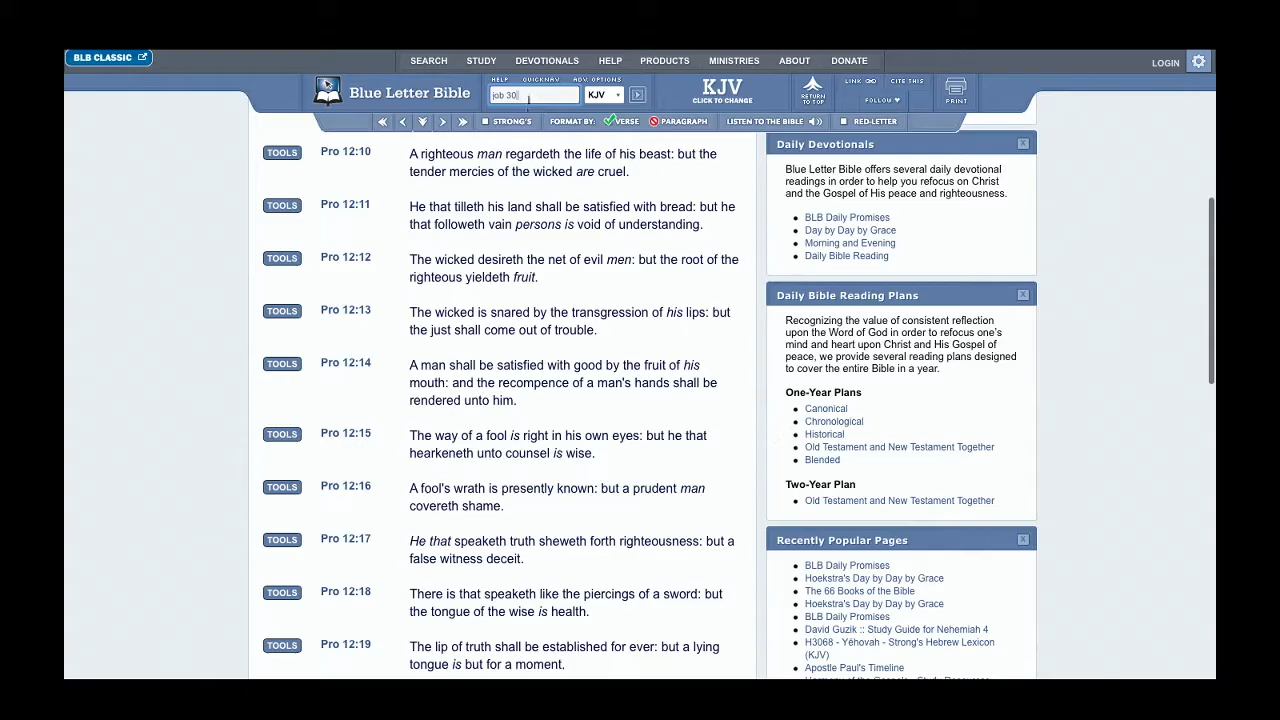 BLB CLASSIC
SEARCH STUDY DEVOTIONALS HELP PRODUCTS MINISTRIES ABOUT DONATE
LOGIN
HELP QUICKNAV ADV. OPTIONS
Blue Letter Bible
job 30
KJV
KJV
CLICK TO CHANGE
RETURN
TO TOP
LINK CITE THIS
FOLLOW
PRINT
STRONG'S FORMAT BY: VERSE PARAGRAPH LISTEN TO THE BIBLE RED-LETTER
TOOLS Pro 12:10 A righteous man regardeth the life of his beast: but the
tender mercies of the wicked are cruel.
TOOLS Pro 12:11 He that tilleth his land shall be satisfied with bread: but he
that followeth vain persons is void of understanding.
TOOLS Pro 12:12 The wicked desireth the net of evil men: but the root of the
righteous yieldeth fruit.
TOOLS Pro 12:13 The wicked is snared by the transgression of his lips: but
the just shall come out of trouble.
TOOLS Pro 12:14 A man shall be satisfied with good by the fruit of his
mouth: and the recompence of a man's hands shall be
rendered unto him.
TOOLS Pro 12:15 The way of a fool is right in his own eyes: but he that
hearkeneth unto counsel is wise.
TOOLS Pro 12:16 A fool's wrath is presently known: but a prudent man
covereth shame.
TOOLS Pro 12:17 He that speaketh truth sheweth forth righteousness: but a
false witness deceit.
TOOLS Pro 12:18 There is that speaketh like the piercings of a sword: but
the tongue of the wise is health.
TOOLS Pro 12:19 The lip of truth shall be established for ever: but a lying
tongue is but for a moment.
Daily Devotionals
Blue Letter Bible offers several daily devotional
readings in order to help you refocus on Christ
and the Gospel of His peace and righteousness.
BLB Daily Promises
Day by Day by Grace
Morning and Evening
Daily Bible Reading
Daily Bible Reading Plans
Recognizing the value of consistent reflection
upon the Word of God in order to refocus one's
mind and heart upon Christ and His Gospel of
peace, we provide several reading plans designed
to cover the entire Bible in a year.
One-Year Plans
Canonical
Chronological
Historical
Old Testament and New Testament Together
Blended
Two-Year Plan
Old Testament and New Testament Together
Recently Popular Pages
BLB Daily Promises
Hoekstra's Day by Day by Grace
The 66 Books of the Bible
Hoekstra's Day by Day by Grace
BLB Daily Promises
David Guzik :: Study Guide for Nehemiah 4
H3068 - Yĕhovah - Strong's Hebrew Lexicon
(KJV)
Apostle Paul's Timeline